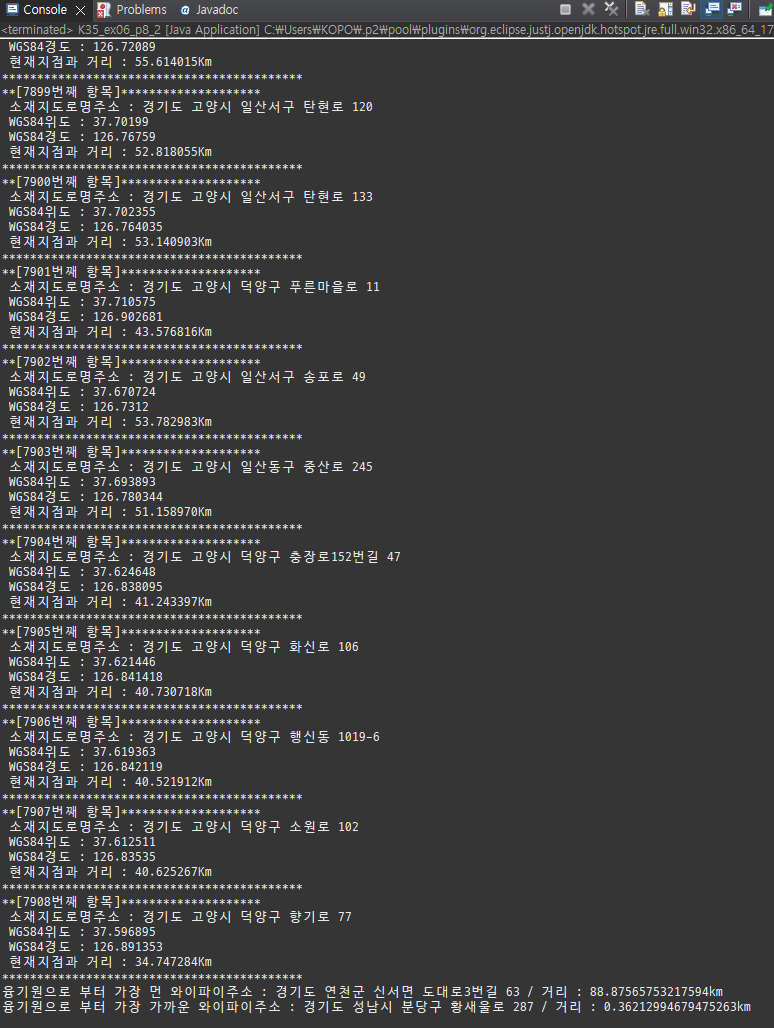 Console Problems Javadoc
<terminated> K35_ex06_p8_2 [Java Application] C:₩Users₩KOPO₩.p2₩pool₩plugins₩org.eclipse.justj.openjdk.hotspot.jre.full.win32.x86_64_17
WGS84경도 : 126.72089
현재지점과 거리 : 55.614015Km
*******************************************
**[7899번째 항목]********************
소재지도로명주소 : 경기도 고양시 일산서구 탄현로 120
WGS84위도 : 37.70199
WGS84경도 : 126.76759
현재지점과 거리 : 52.818055Km
*******************************************
**[7900번째 항목]********************
소재지도로명주소 : 경기도 고양시 일산서구 탄현로 133
WGS84위도 : 37.702355
WGS84경도 : 126.764035
현재지점과 거리 : 53.140903Km
*******************************************
**[7901번째 항목]********************
소재지도로명주소 : 경기도 고양시 덕양구 푸른마을로 11
WGS84위도 : 37.710575
WGS84경도 : 126.902681
현재지점과 거리 : 43.576816Km
*******************************************
**[7902번째 항목]********************
소재지도로명주소 : 경기도 고양시 일산서구 송포로 49
WGS84위도 : 37.670724
WGS84경도 : 126.7312
현재지점과 거리 : 53.782983Km
*******************************************
**[7903번째 항목]********************
소재지도로명주소 : 경기도 고양시 일산동구 중산로 245
WGS84위도 : 37.693893
WGS84경도 : 126.780344
현재지점과 거리 : 51.158970Km
*******************************************
**[7904번째 항목]********************
소재지도로명주소 : 경기도 고양시 덕양구 충장로152번길 47
WGS84위도 : 37.624648
WGS84경도 : 126.838095
현재지점과 거리 : 41.243397Km
*******************************************
**[7905번째 항목]********************
소재지도로명주소 : 경기도 고양시 덕양구 화신로 106
WGS84위도 : 37.621446
WGS84경도 : 126.841418
현재지점과 거리 : 40.730718Km
*******************************************
**[7906번째 항목]********************
소재지도로명주소 : 경기도 고양시 덕양구 행신동 1019-6
WGS84위도 : 37.619363
WGS84경도 : 126.842119
현재지점과 거리 : 40.521912Km
*******************************************
**[7907번째 항목]********************
소재지도로명주소 : 경기도 고양시 덕양구 소원로 102
WGS84위도 : 37.612511
WGS84경도 : 126.83535
현재지점과 거리 : 40.625267Km
*******************************************
**[7908번째 항목]********************
소재지도로명주소 : 경기도 고양시 덕양구 향기로 77
WGS84위도 : 37.596895
WGS84경도 : 126.891353
현재지점과 거리 : 34.747284Km
*******************************************
융기원으로 부터 가장 먼 와이파이주소 : 경기도 연천군 신서면 도대로3번길 63 / 거리 : 88.87565753217594km
융기원으로 부터 가장 가까운 와이파이주소 : 경기도 성남시 분당구 황새울로 287 / 거리 : 0.36212994679475263km